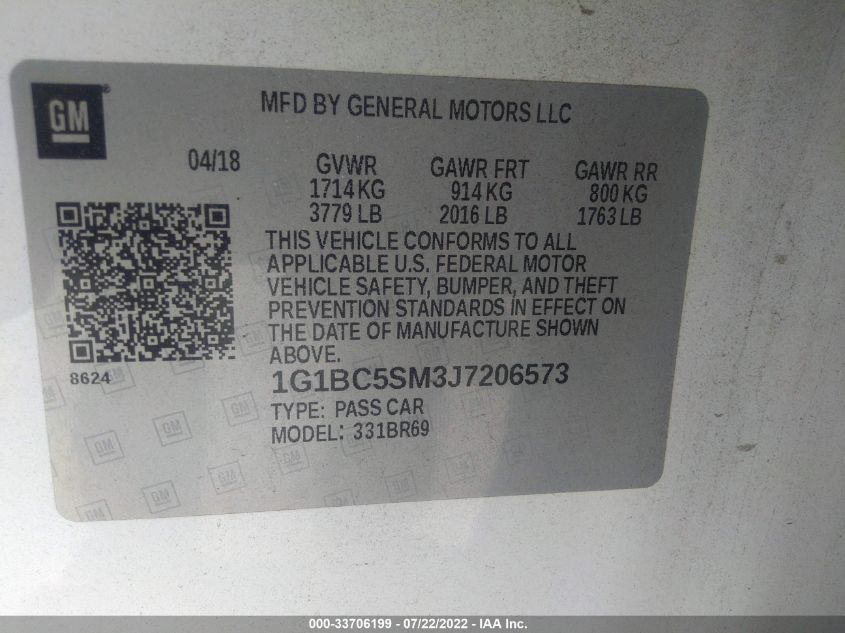 GM
MFD BY GENERAL MOTORS LLC
04/18 GVWR GAWR FRT GAWR RR
1714 KG 914 KG 800 KG
3779 LB 2016 LB 1763 LB
THIS VEHICLE CONFORMS TO ALL
APPLICABLE U.S. FEDERAL MOTOR
VEHICLE SAFETY, BUMPER, AND THEFT
PREVENTION STANDARDS IN EFFECT ON
THE DATE OF MANUFACTURE SHOWN
ABOVE.
8624
1G1BC5SM3J7206573
TYPE: PASS CAR
MODEL: 331BR69
000-33706199 - 07/22/2022 - IAA Inc.